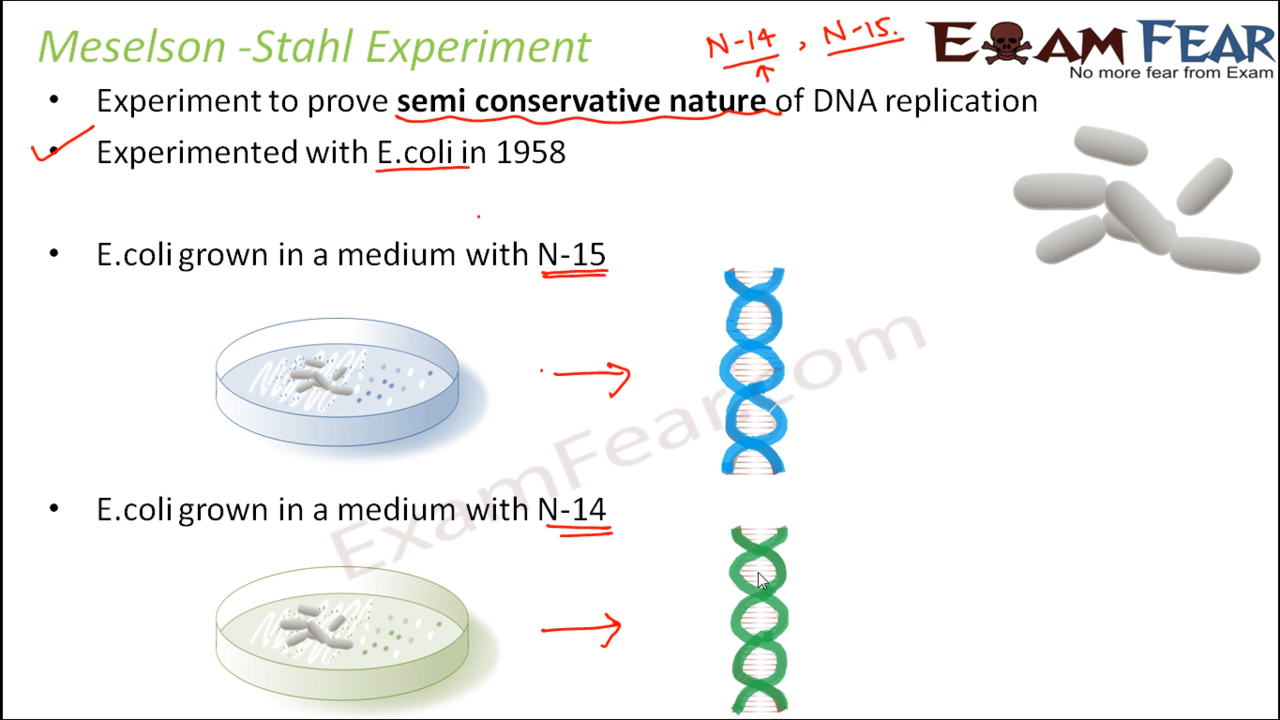 Meselson -Stahl Experiment
N-14 , N-15.
EXAM FEAR
No more fear from Exam
• Experiment to prove semi conservative nature of DNA replication
• Experimented with E.coli in 1958
• E.coli grown in a medium with N-15
ExamFear.com
• E.coli grown in a medium with N-14